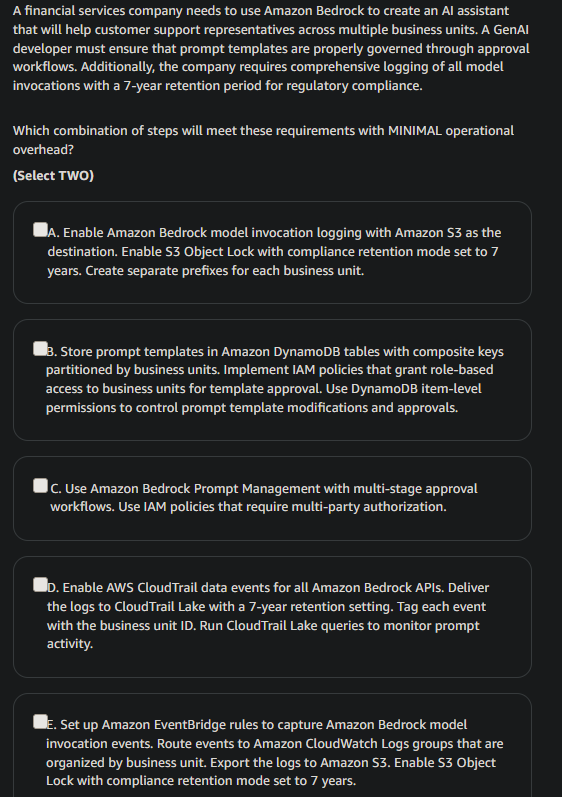 A financial services company needs to use Amazon Bedrock to create an AI assistant
that will help customer support representatives across multiple business units. A GenAI
developer must ensure that prompt templates are properly governed through approval
workflows. Additionally, the company requires comprehensive logging of all model
invocations with a 7-year retention period for regulatory compliance.
Which combination of steps will meet these requirements with MINIMAL operational
overhead?
(Select TWO)
A. Enable Amazon Bedrock model invocation logging with Amazon S3 as the
destination. Enable S3 Object Lock with compliance retention mode set to 7
years. Create separate prefixes for each business unit.
B. Store prompt templates in Amazon DynamoDB tables with composite keys
partitioned by business units. Implement IAM policies that grant role-based
access to business units for template approval. Use DynamoDB item-level
permissions to control prompt template modifications and approvals.
C. Use Amazon Bedrock Prompt Management with multi-stage approval
workflows. Use IAM policies that require multi-party authorization.
D. Enable AWS CloudTrail data events for all Amazon Bedrock APIs. Deliver
the logs to CloudTrail Lake with a 7-year retention setting. Tag each event
with the business unit ID. Run CloudTrail Lake queries to monitor prompt
activity.
E. Set up Amazon EventBridge rules to capture Amazon Bedrock model
invocation events. Route events to Amazon CloudWatch Logs groups that are
organized by business unit. Export the logs to Amazon S3. Enable S3 Object
Lock with compliance retention mode set to 7 years.